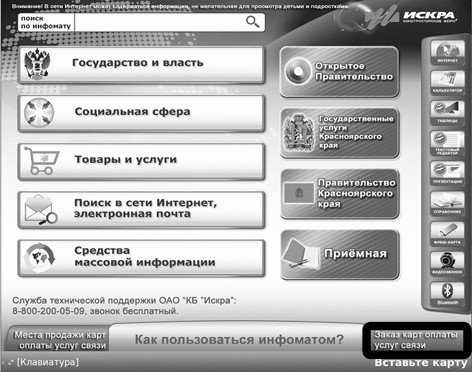 Внимание! В сети Интернет может содержаться информация, не желательная для просмотра детьми и подростками.
поиск
по инфомату
ИСКРА
КОНСТРУКТОРСКОЕ БЮРО
Государство и власть
Социальная сфера
Товары и услуги
Поиск в сети Интернет,
электронная почта
Средства
массовой информации
Открытое
Правительство
Государственные
услуги
Красноярского
края
Правительство
Красноярского
края
Приёмная
ИНТЕРНЕТ
КАЛЬКУЛЯТОР
ТАБЛИЦЫ
ТЕКСТОВЫЙ
РЕДАКТОР
ПРЕЗЕНТАЦИИ
СПРАВОЧНИК
ФЛЕШ-КАРТА
ВИДЕОЗВОНОК
Bluetooth
Служба технической поддержки ОАО "КБ "Искра":
8-800-200-05-09, звонок бесплатный.
Места продажи карт
оплаты услуг связи
Как пользоваться инфоматом?
Заказ карт оплаты
услуг связи
[Клавиатура]
Вставьте карту